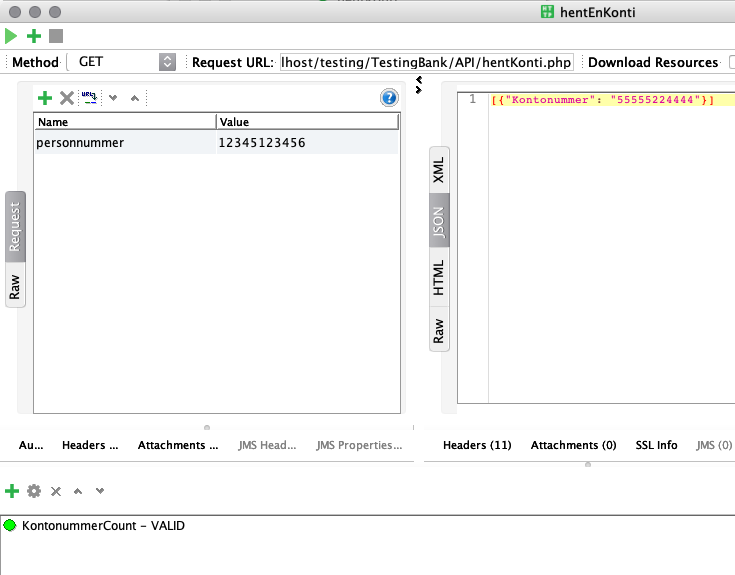 hentEnKonti
Method GET Request URL: lhost/testing/TestingBank/API/hentKonti.php Download Resources
URL
?
Name Value
personnummer 12345123456
Request
Raw
1 [{"Kontonummer": "55555224444"}]
XML
JSON
HTML
Raw
Au... Headers ... Attachments ... JMS Head... JMS Properties...
Headers (11) Attachments (0) SSL Info JMS (0)
KontonummerCount – VALID